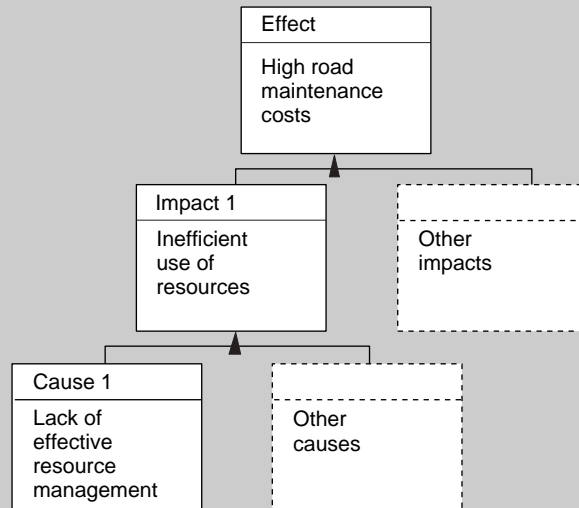 Effect
High road
maintenance
costs
Impact 1
Inefficient
use of
resources
Other
impacts
Cause 1
Lack of
effective
resource
management
Other
causes